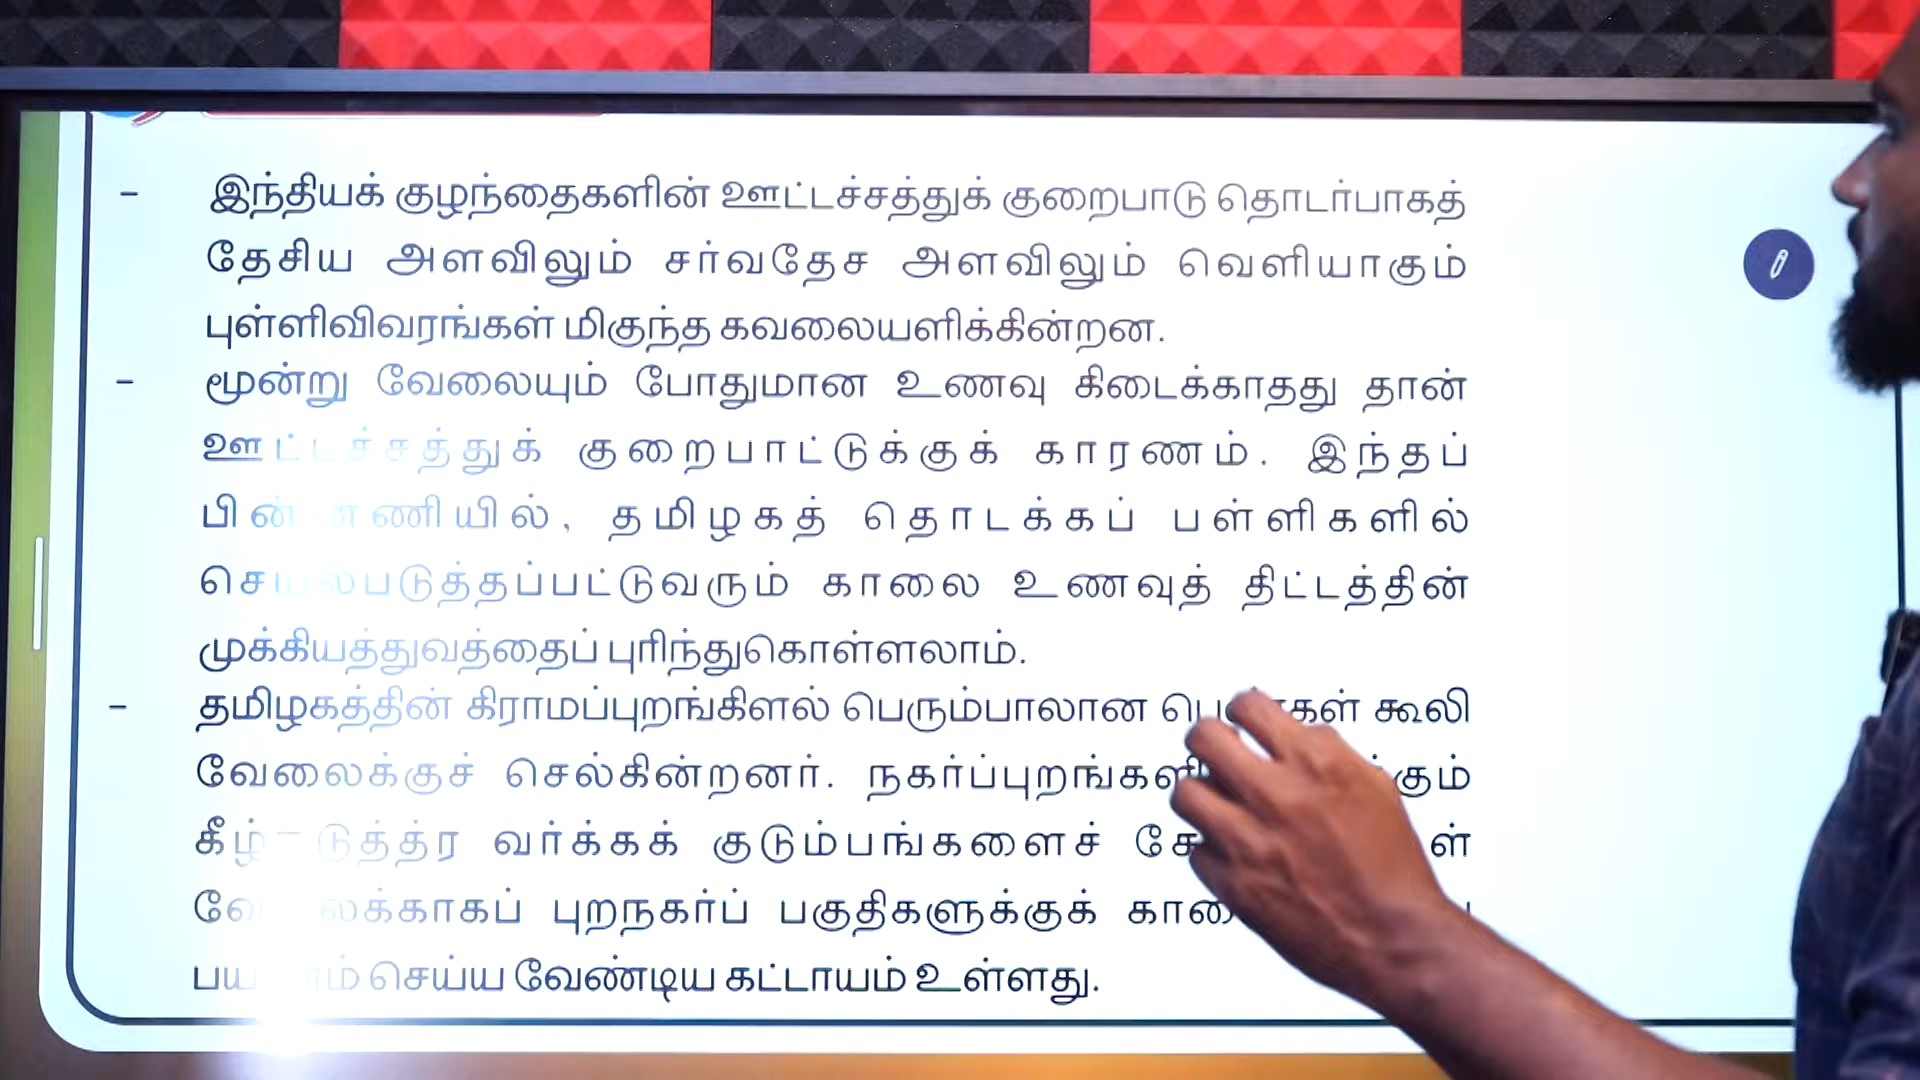 - இந்தியக் குழந்தைகளின் ஊட்டச்சத்துக் குறைபாடு தொடர்பாகத்
தேசிய அளவிலும் சர்வதேச அளவிலும் வெளியாகும்
புள்ளிவிவரங்கள் மிகுந்த கவலையளிக்கின்றன.
- மூன்று வேலையும் போதுமான உணவு கிடைக்காதது தான்
ஊட்டச்சத்துக் குறைபாட்டுக்குக் காரணம். இந்தப்
பின்னணியில், தமிழகத் தொடக்கப் பள்ளிகளில்
செயல்படுத்தப்பட்டுவரும் காலை உணவுத் திட்டத்தின்
முக்கியத்துவத்தைப் புரிந்துகொள்ளலாம்.
- தமிழகத்தின் கிராமப்புறங்கிளல் பெரும்பாலான கூலி
வேலைக்குச் செல்கின்றனர்.
வர்க்கக் குடும்பங்களைச்
புறநகர்ப் பகுதிகளுக்குக்
செய்ய வேண்டிய கட்டாயம் உள்ளது.